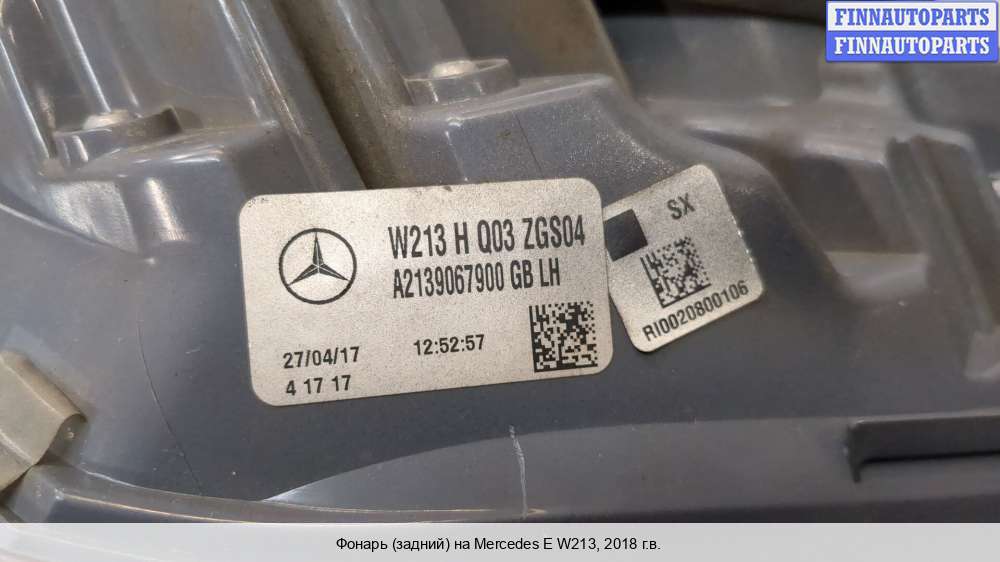 FINNAUTOPARTS
FINNAUTOPARTS
W213 H Q03 ZGS04
A2139067900 GB LH
27/04/17 12:52:57
4 17 17
SX
RI0020800106
Фонарь (задний) на Mercedes E W213, 2018 г.в.